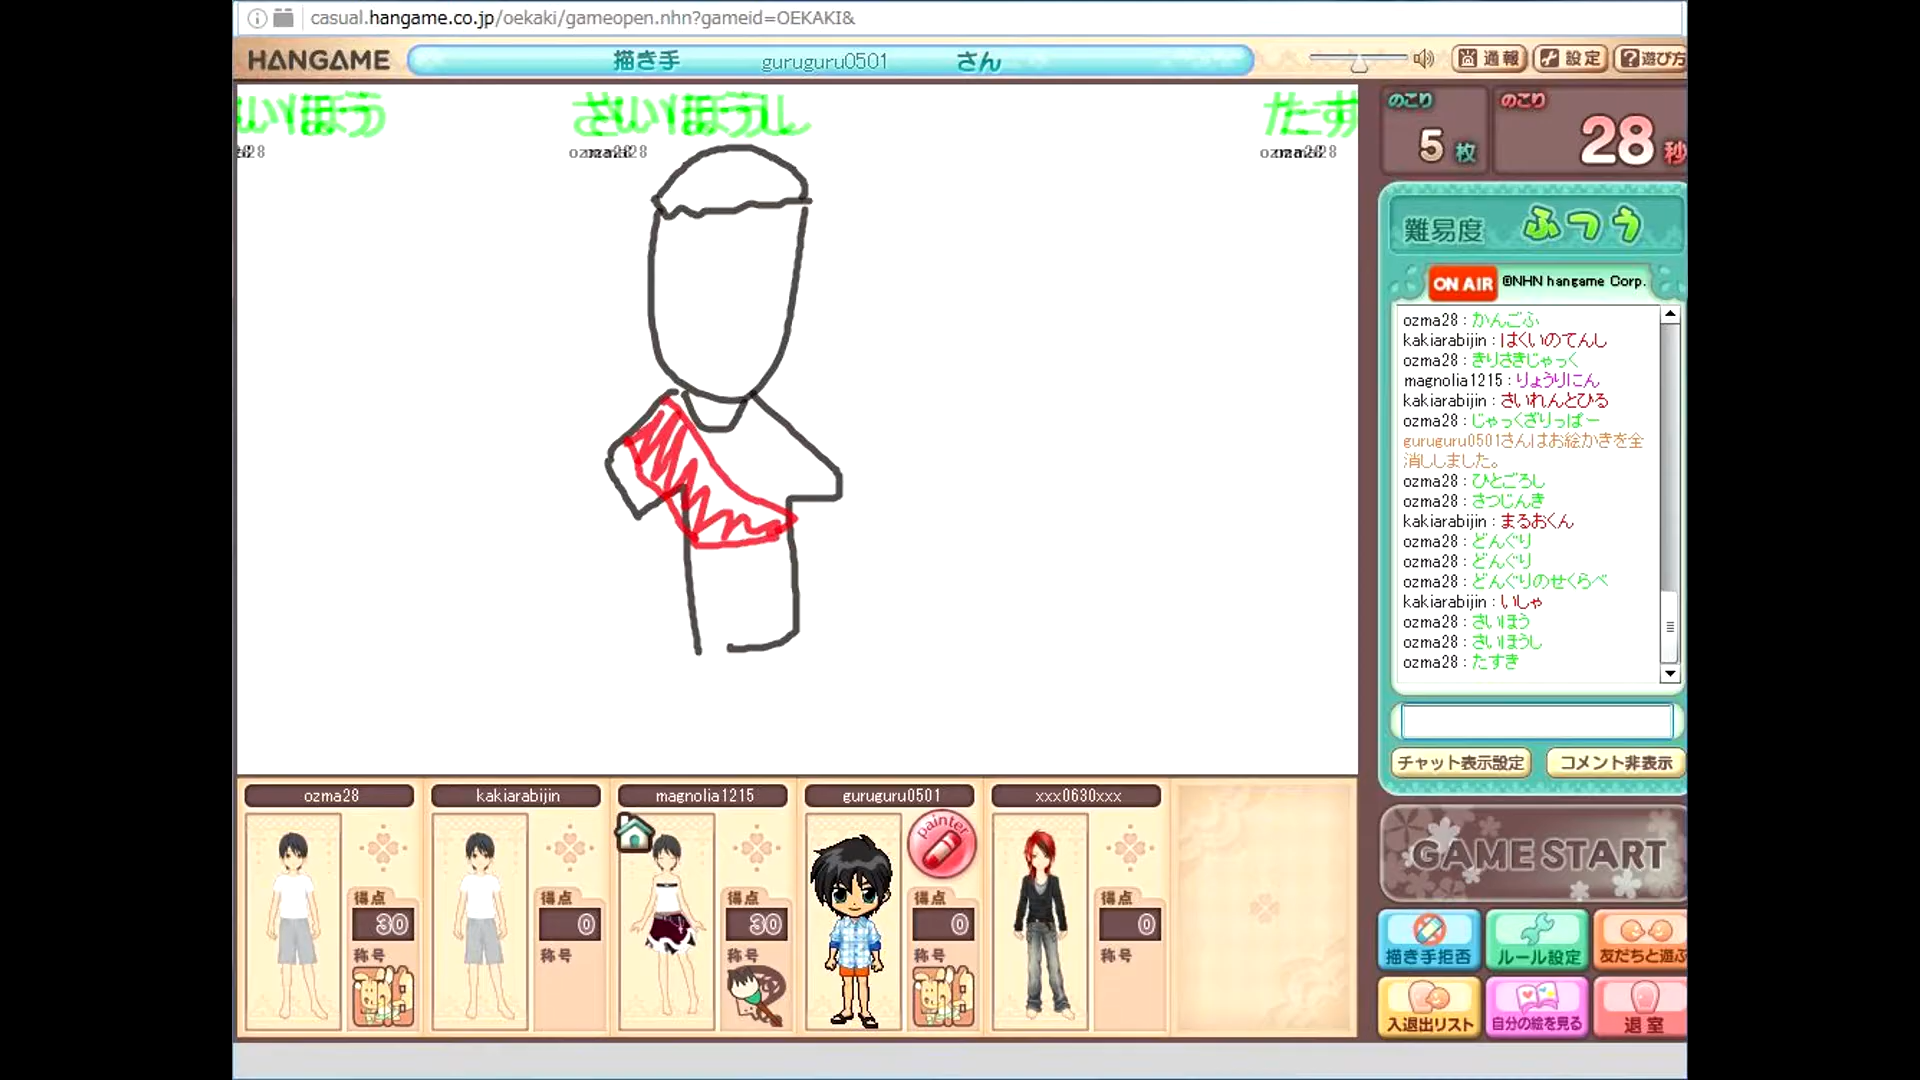 casual.hangame.co.jp/oekaki/gameopen.nhn?gameid=OEKAKI&
HANGAME
描き手 guruguru0501 さん
通報
設定
遊び方
いほう
さいほうし
たす
ozma28
ozma28
のこり
5枚
のこり
28秒
難易度 ふつう
ON AIR @NHN hangame Corp.
ozma28 : かんごふ
kakiarabijin : はくいのてんし
ozma28 : きりさきじゃっく
magnolia1215 : りょうりにん
kakiarabijin : さいれんとひる
ozma28 : じゃっくざりっぱー
guruguru0501さんはお絵かきを全
消ししました。
ozma28 : ひとごろし
ozma28 : さつじんき
kakiarabijin : まるおくん
ozma28 : どんぐり
ozma28 : どんぐり
ozma28 : どんぐりのせくらべ
kakiarabijin : いしゃ
ozma28 : さいほう
ozma28 : さいほうし
ozma28 : たすき
チャット表示設定
コメント非表示
ozma28
kakiarabijin
magnolia1215
guruguru0501
xxx0630xxx
painter
得点
30
称号
得点
0
称号
得点
30
称号
得点
0
称号
得点
0
称号
GAME START
描き手拒否
ルール設定
友だちと遊ぶ
入退出リスト
自分の絵を見る
退室